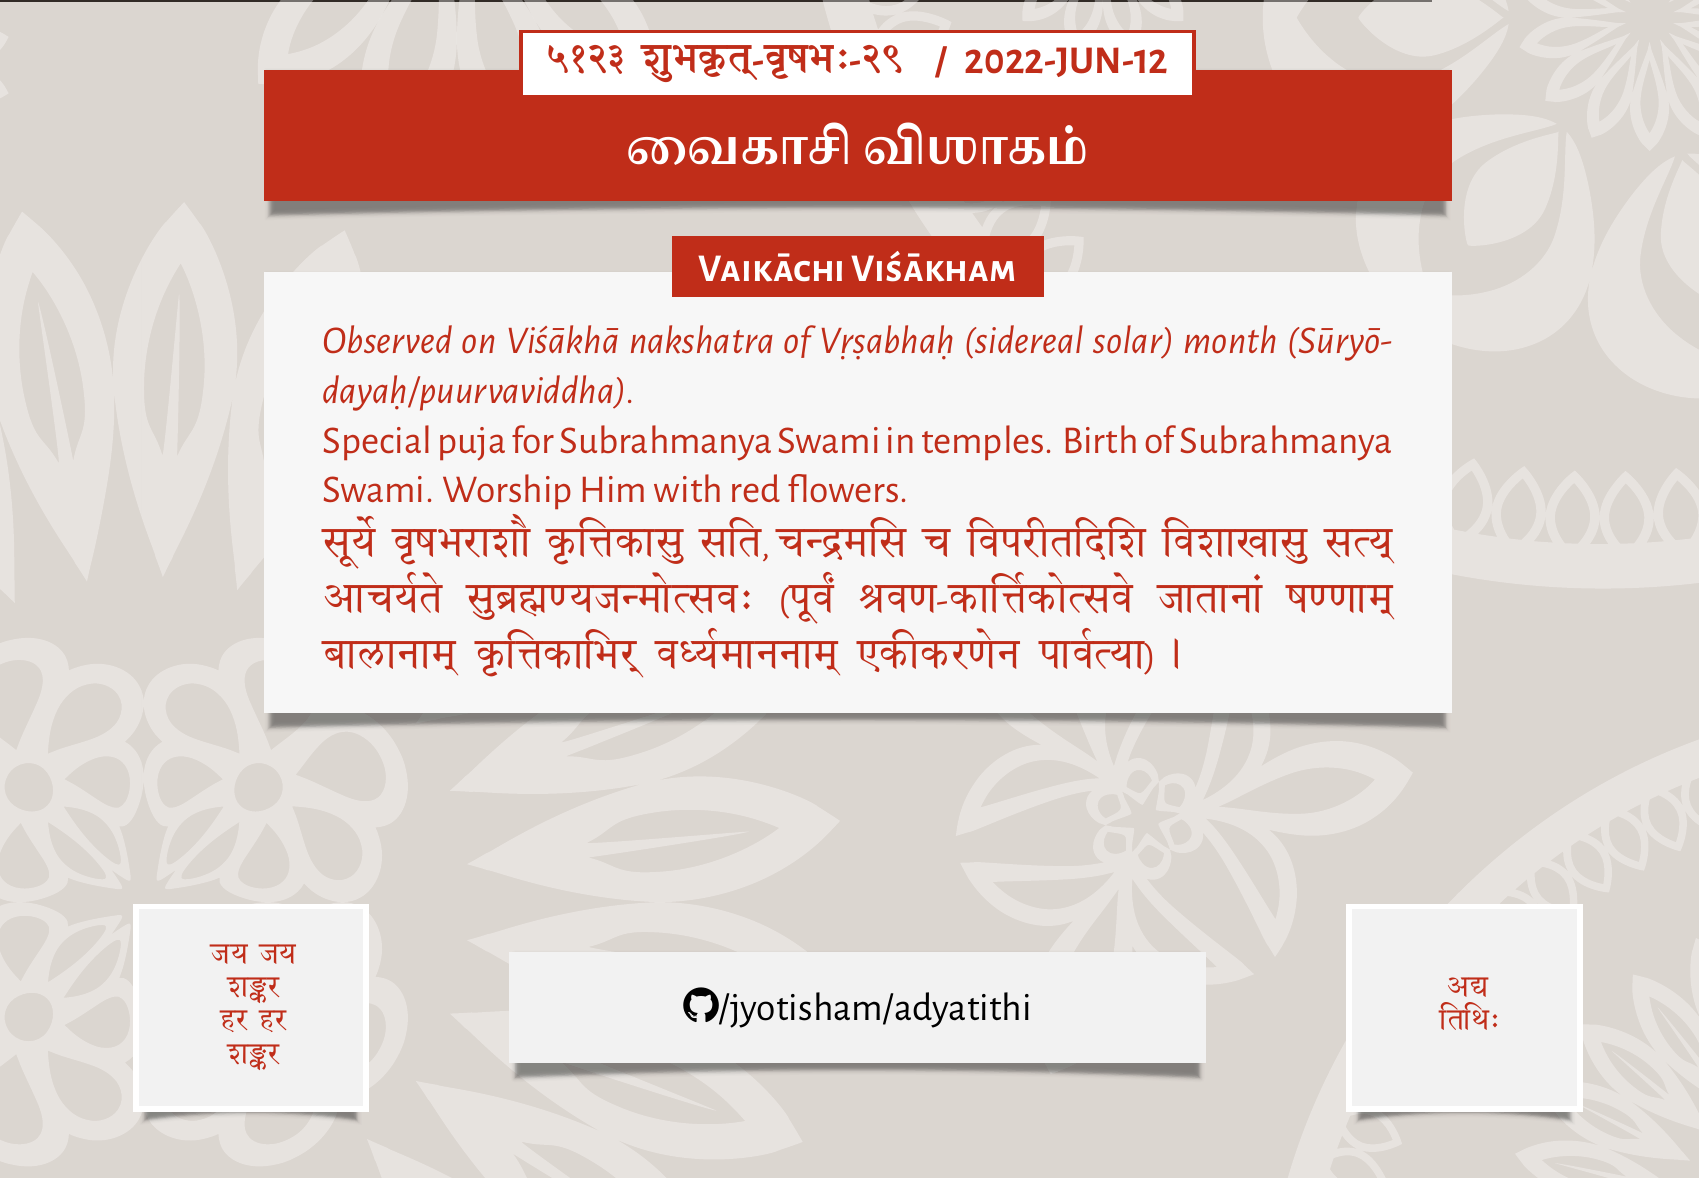 ५१२३ शुभकृत्-वृषभः-२९ / 2022-JUN-12
வைகாசி விஶாகம்
Vaikāchi Viśākham
Observed on Viśākhā nakshatra of Vṛṣabhaḥ (sidereal solar) month (Sūryō-
dayaḥ/puurvaviddha).
Special puja for Subrahmanya Swami in temples. Birth of Subrahmanya
Swami. Worship Him with red flowers.
सूर्ये वृषभराशौ कृत्तिकासु सति, चन्द्रमसि च विपरीतदिशि विशाखासु सत्य्
आचर्यते सुब्रह्मण्यजन्मोत्सवः (पूर्वं श्रवण-कार्त्तिकोत्सवे जातानां षण्णाम्
बालानाम् कृत्तिकाभिर् वर्ध्यमाननाम् एकीकरणेन पार्वत्या) ।
जय जय
शङ्कर
हर हर
शङ्कर
/jyotisham/adyatithi
अद्य
तिथिः